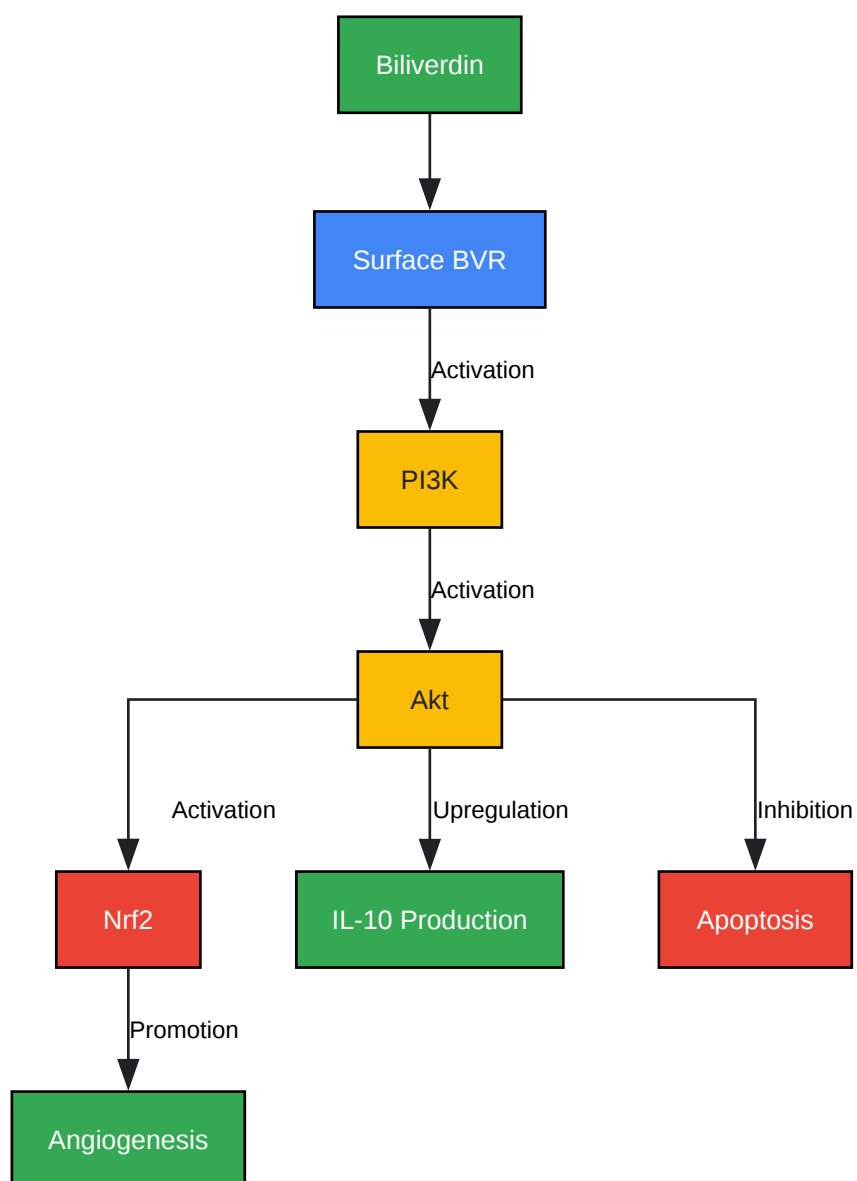 Biliverdin
Surface BVR
Activation
PI3K
Activation
Akt
Activation
Upregulation
Inhibition
Nrf2
IL-10 Production
Apoptosis
Promotion
Angiogenesis